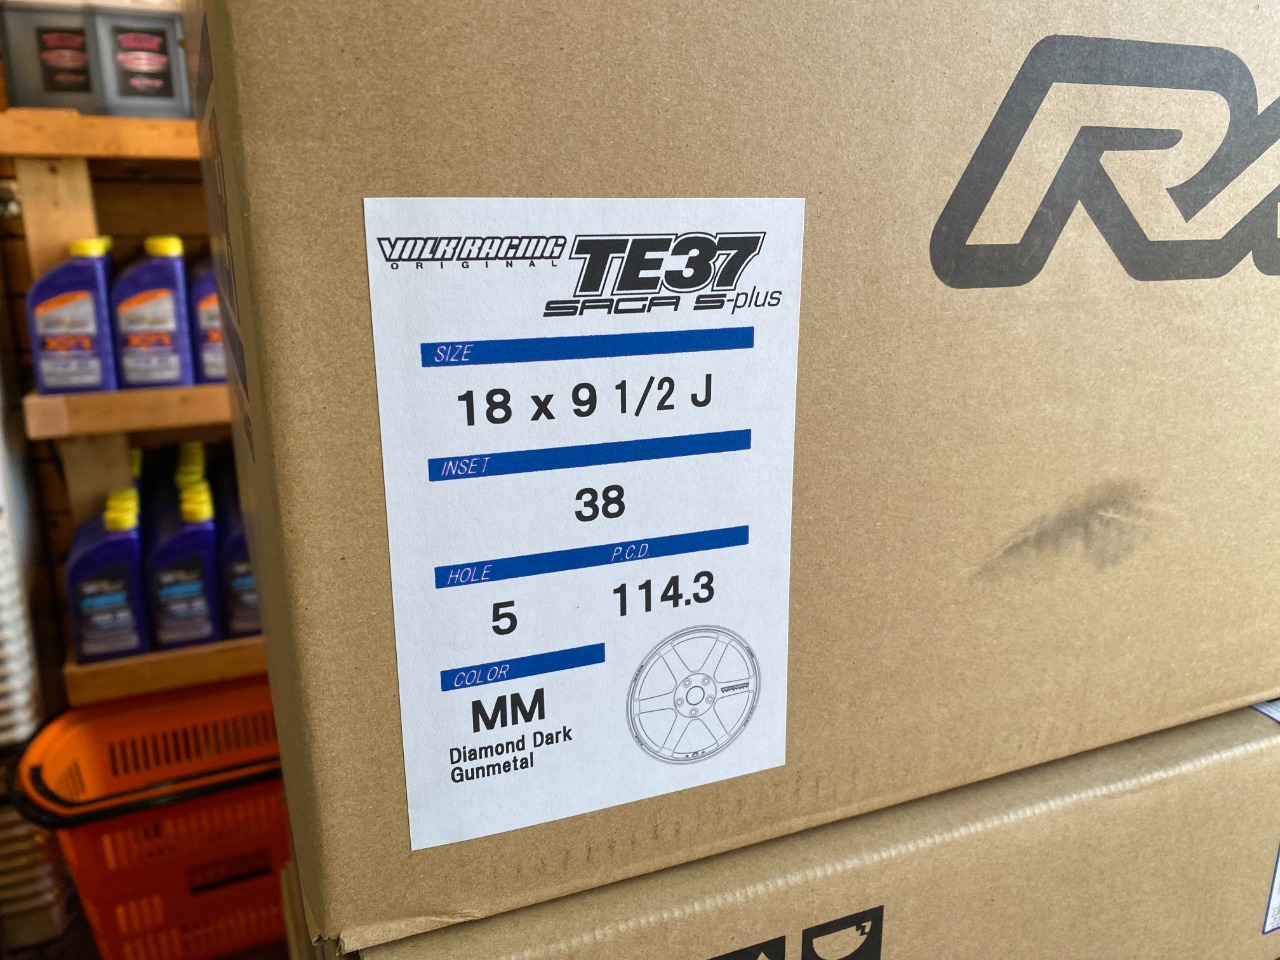 VOLK RACING
ORIGINAL
TE37
SAGA S-plus
SIZE
18 x 9 1/2 J
INSET
38
HOLE P.C.D.
5 114.3
COLOR
MM
Diamond Dark
Gunmetal
RA